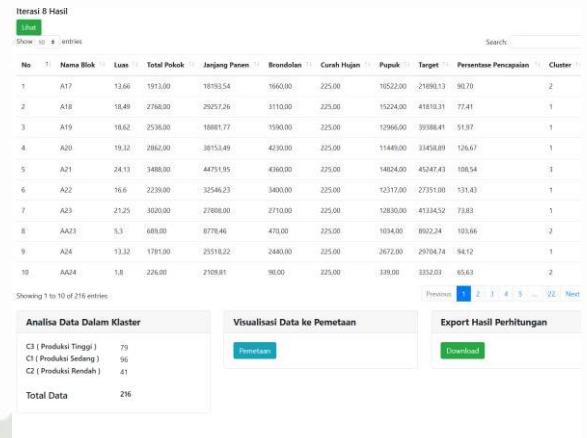 Iterasi 8 Hasil
Lihat
Show 10 entries Search:
No Nama Blok Luas Total Pokok Janjang Panen Brondolan Curah Hujan Pupuk Target Persentase Pencapaian Cluster
1 A17 13,66 1913,00 18193,54 1660,00 225,00 10522,00 21890,13 90,70 2
2 A18 18,49 2768,00 29257,26 3110,00 225,00 15224,00 41810,31 77,41 1
3 A19 18,62 2538,00 18881,77 1590,00 225,00 12966,00 39388,41 51,97 1
4 A20 19,32 2862,00 38153,49 4230,00 225,00 11449,00 33458,89 126,67 1
5 A21 24,13 3488,00 44751,95 4360,00 225,00 14824,00 45247,43 108,54 3
6 A22 16,6 2239,00 32546,23 3400,00 225,00 12317,00 27351,00 131,43 1
7 A23 21,25 3020,00 27808,00 2710,00 225,00 12830,00 41334,52 73,83 1
8 AA23 5,3 689,00 8778,46 470,00 225,00 1034,00 8922,24 103,66 2
9 A24 13,32 1781,00 25518,22 2440,00 225,00 2672,00 29704,74 94,12 1
10 AA24 1,8 226,00 2109,81 90,00 225,00 339,00 3352,03 65,63 2
Showing 1 to 10 of 216 entries Previous 1 2 3 4 5 ... 22 Next
Analisa Data Dalam Klaster
C3 ( Produksi Tinggi ) 79
C1 ( Produksi Sedang ) 96
C2 ( Produksi Rendah ) 41
Total Data 216
Visualisasi Data ke Pemetaan
Pemetaan
Export Hasil Perhitungan
Download